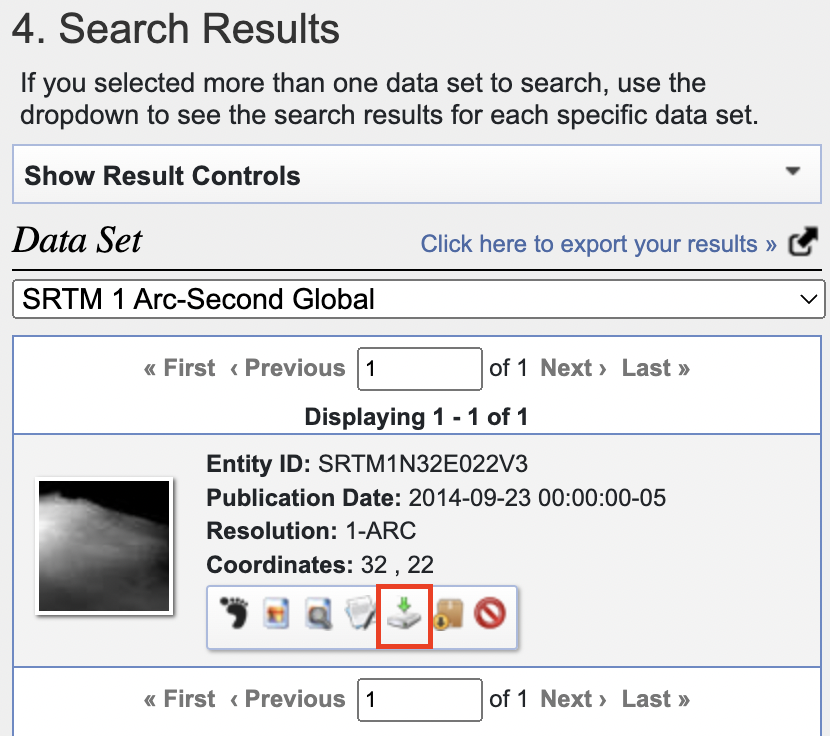 4. Search Results
If you selected more than one data set to search, use the
dropdown to see the search results for each specific data set.
Show Result Controls
Data Set
Click here to export your results »
SRTM 1 Arc-Second Global
« First ‹ Previous 1 of 1 Next › Last »
Displaying 1 - 1 of 1
Entity ID: SRTM1N32E022V3
Publication Date: 2014-09-23 00:00:00-05
Resolution: 1-ARC
Coordinates: 32 , 22
« First ‹ Previous 1 of 1 Next › Last »